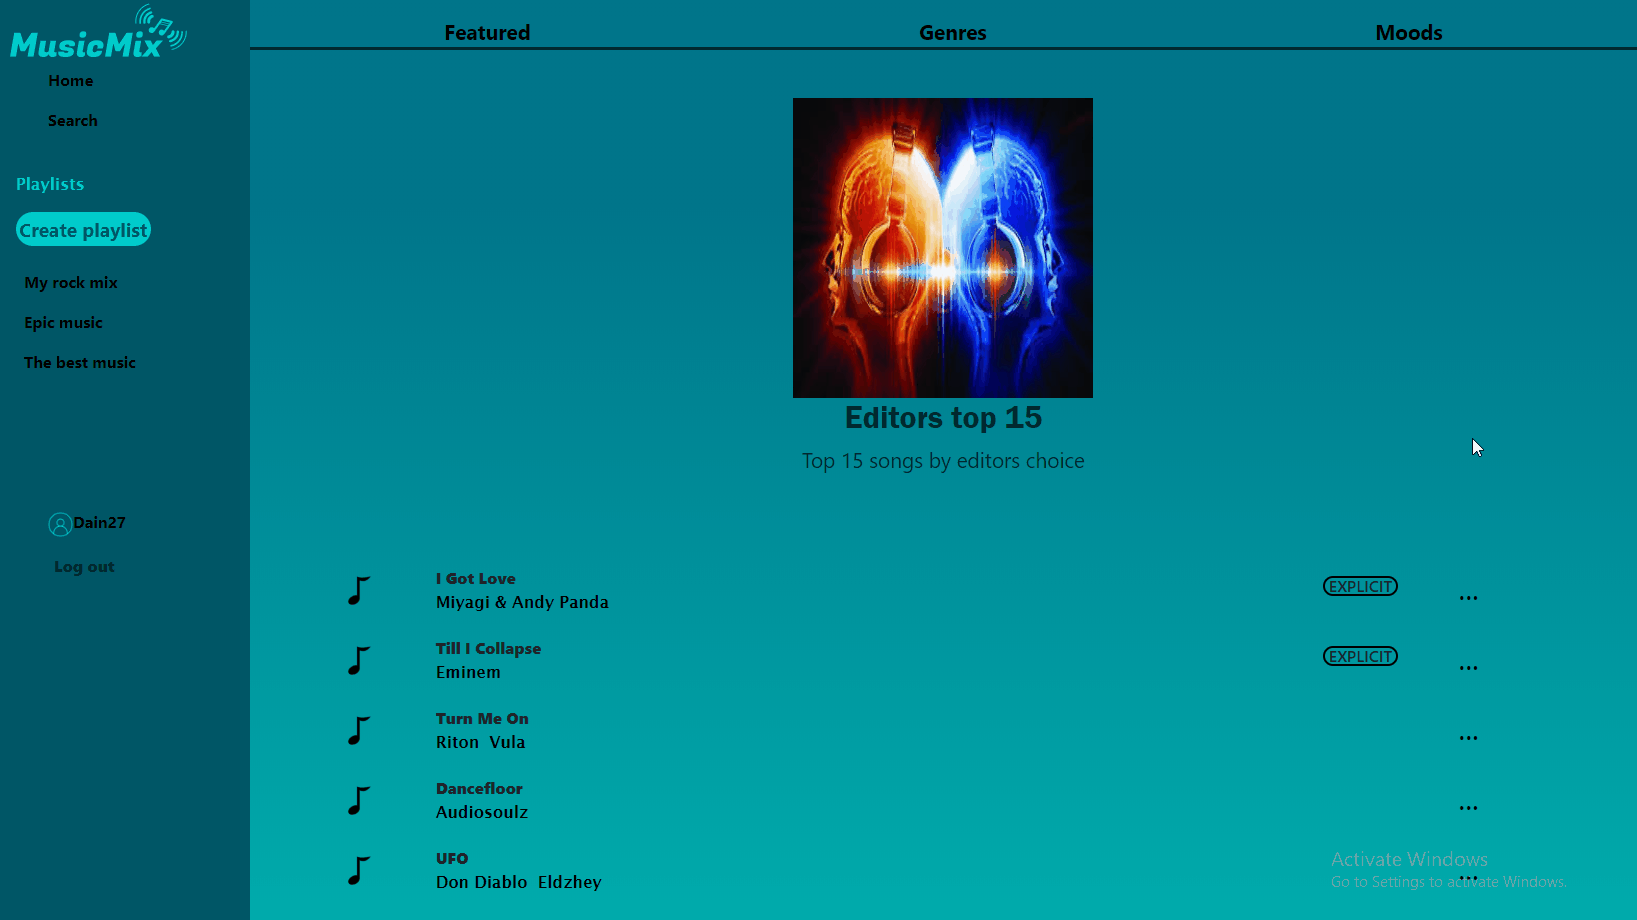 MusicMix
Home
Search
Playlists
Create playlist
My rock mix
Epic music
The best music
Dain27
Log out
Featured
Genres
Moods
Editors top 15
Top 15 songs by editors choice
I Got Love
Miyagi & Andy Panda
EXPLICIT
...
Till I Collapse
Eminem
EXPLICIT
...
Turn Me On
Riton  Vula
...
Dancefloor
Audiosoulz
...
UFO
Don Diablo  Eldzhey
...
Activate Windows
Go to Settings to activate Windows.